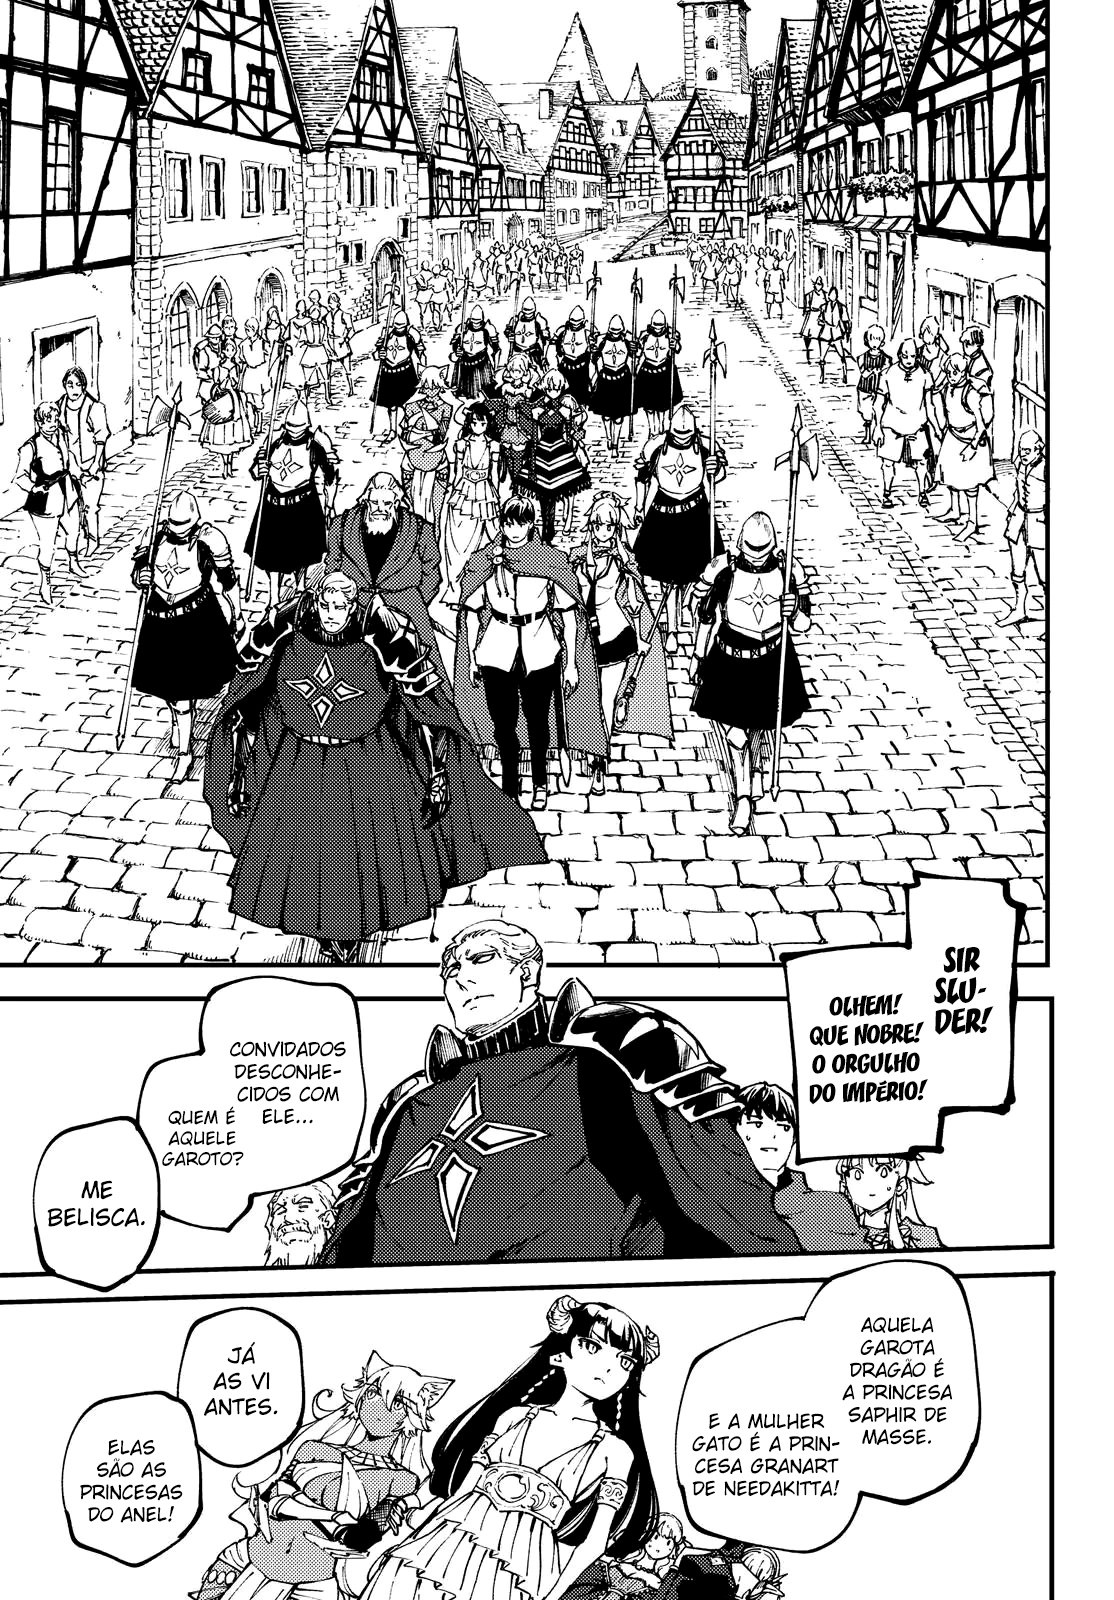 SIR
SLU-
DER!
OLHEM!
QUE NOBRE!
O ORGULHO
DO IMPÉRIO!
CONVIDADOS
DESCONHE-
CIDOS COM
ELE...
QUEM É
AQUELE
GAROTO?
ME
BELISCA.
AQUELA
GAROTA
DRAGÃO É
A PRINCESA
SAPHIR DE
MASSE.
E A MULHER
GATO É A PRIN-
CESA GRANART
DE NEEDAKITTA!
JÁ
AS VI
ANTES.
ELAS
SÃO AS
PRINCESAS
DO ANEL!